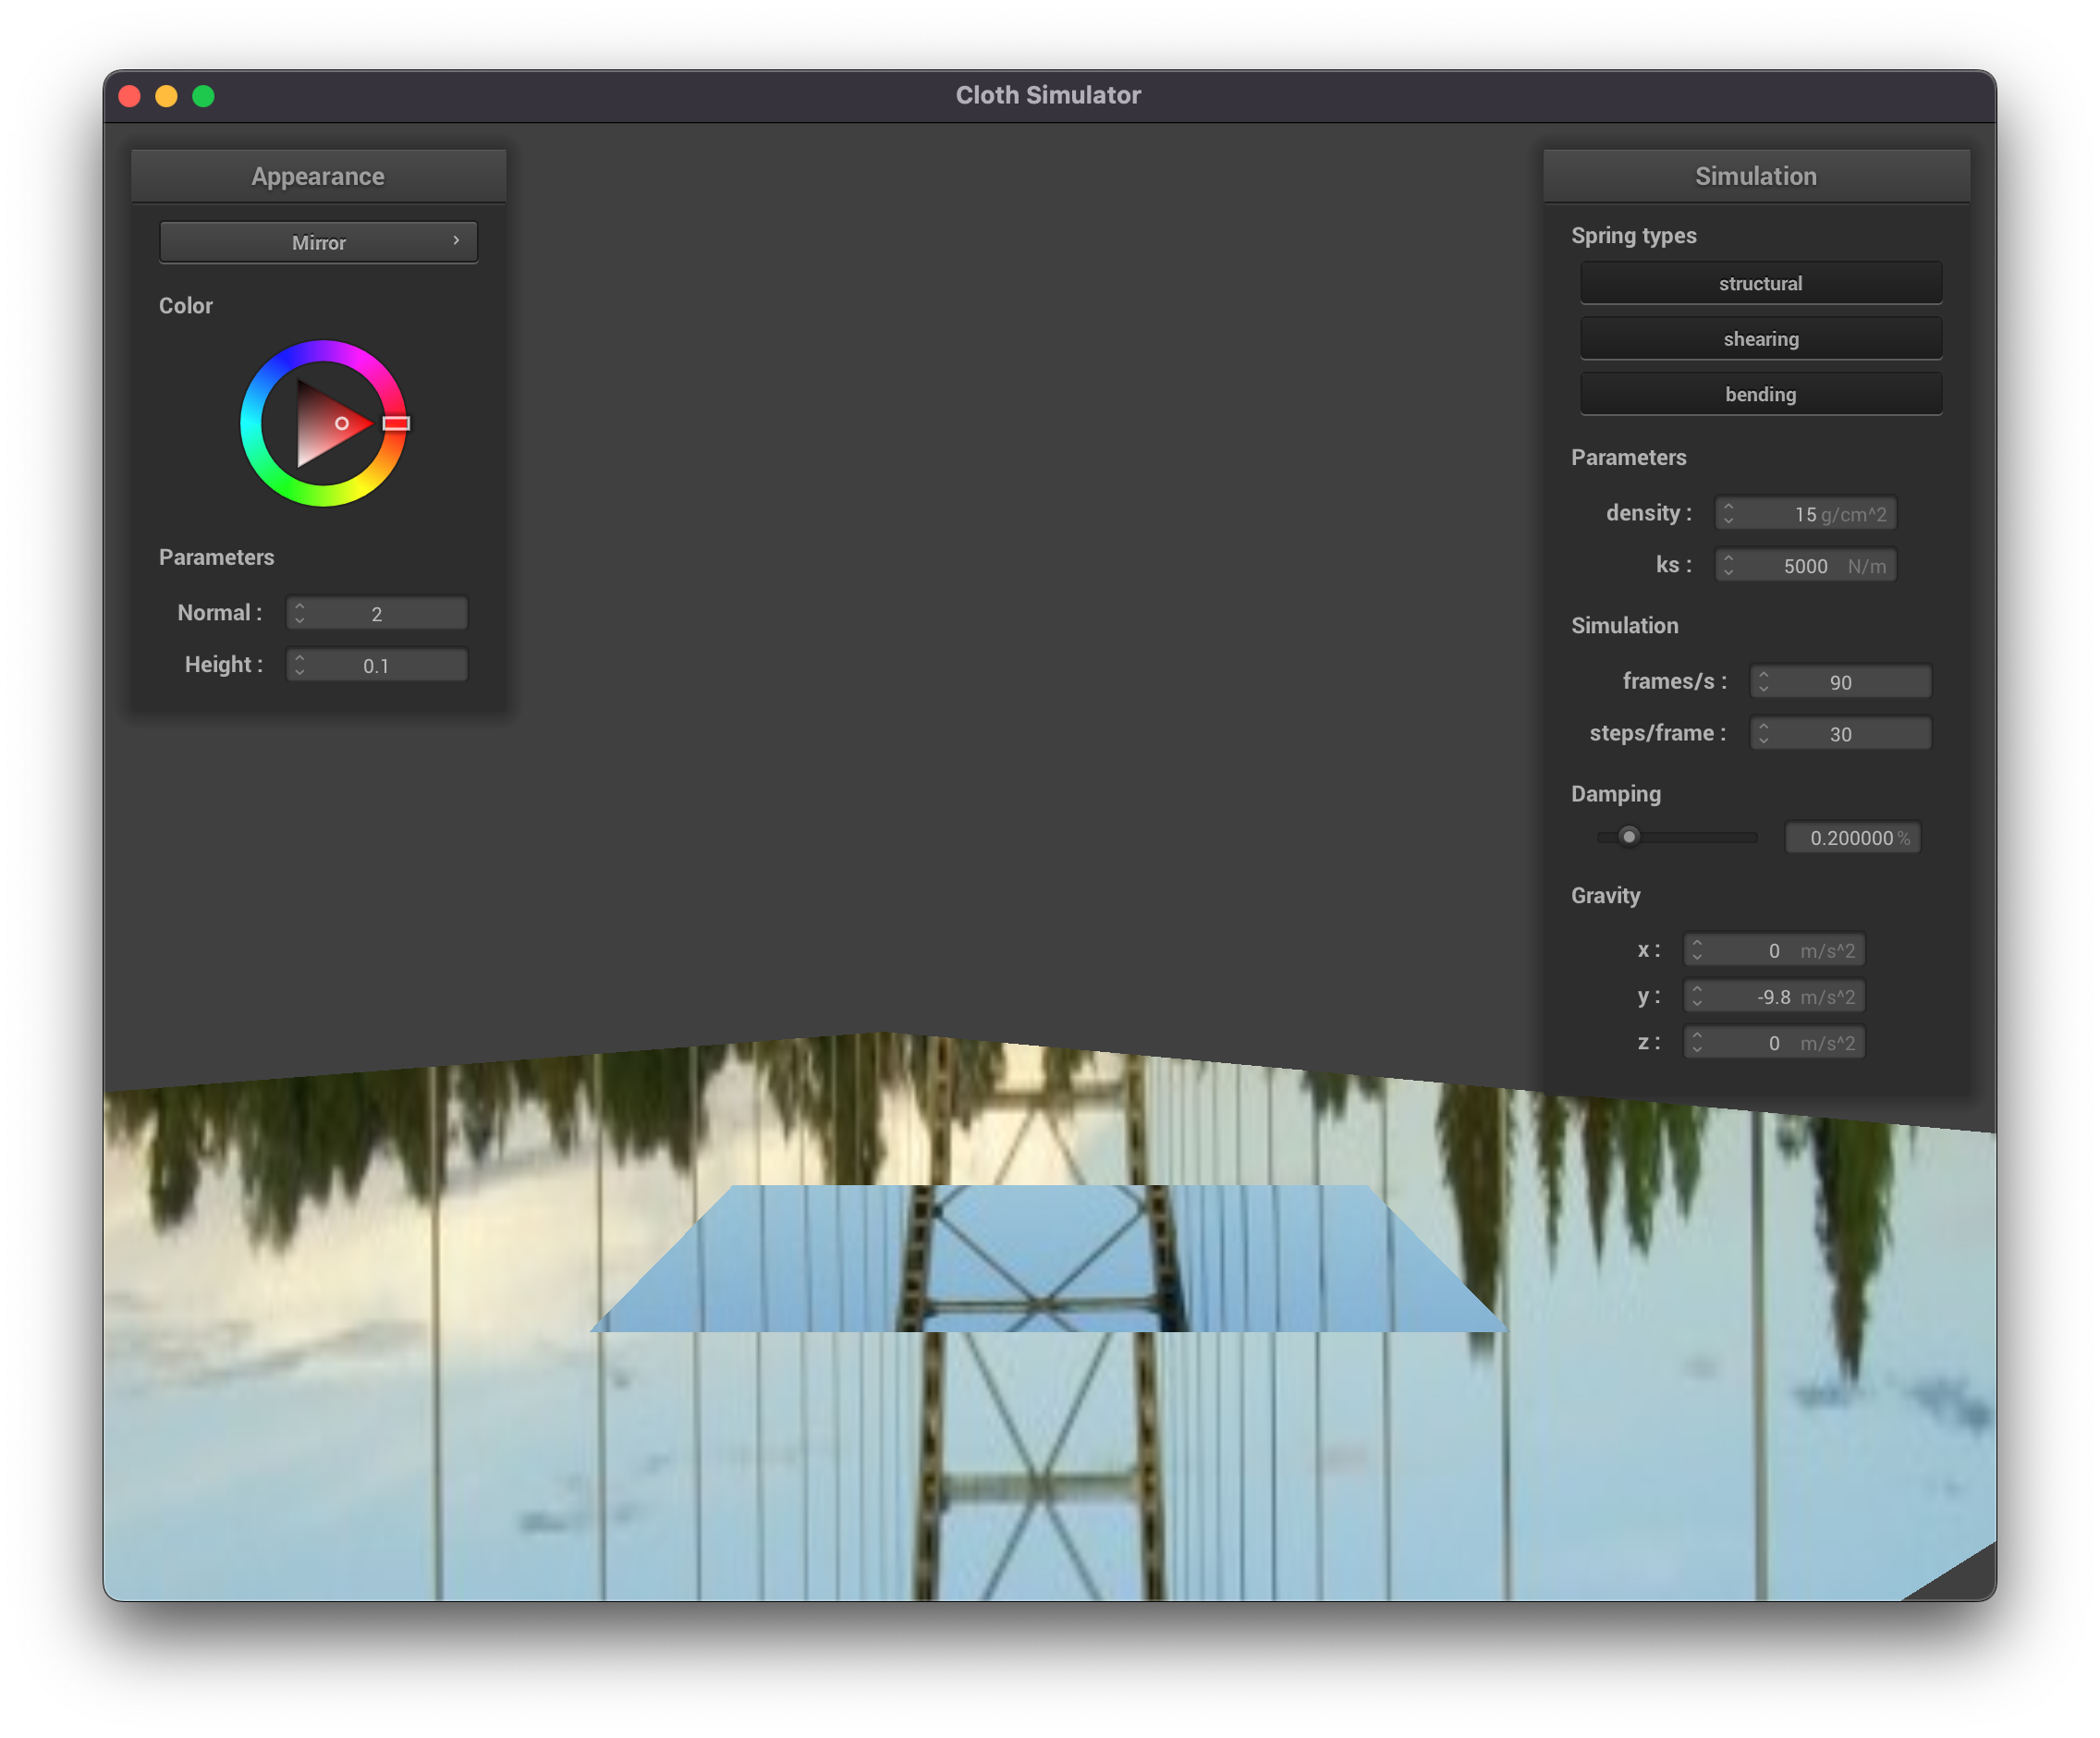 Cloth Simulator
Appearance
Mirror
Color
Parameters
Normal : 2
Height : 0.1
Simulation
Spring types
structural
shearing
bending
Parameters
density : 15 g/cm^2
ks : 5000 N/m
Simulation
frames/s : 90
steps/frame : 30
Damping
0.200000 %
Gravity
x : 0 m/s^2
y : -9.8 m/s^2
z : 0 m/s^2